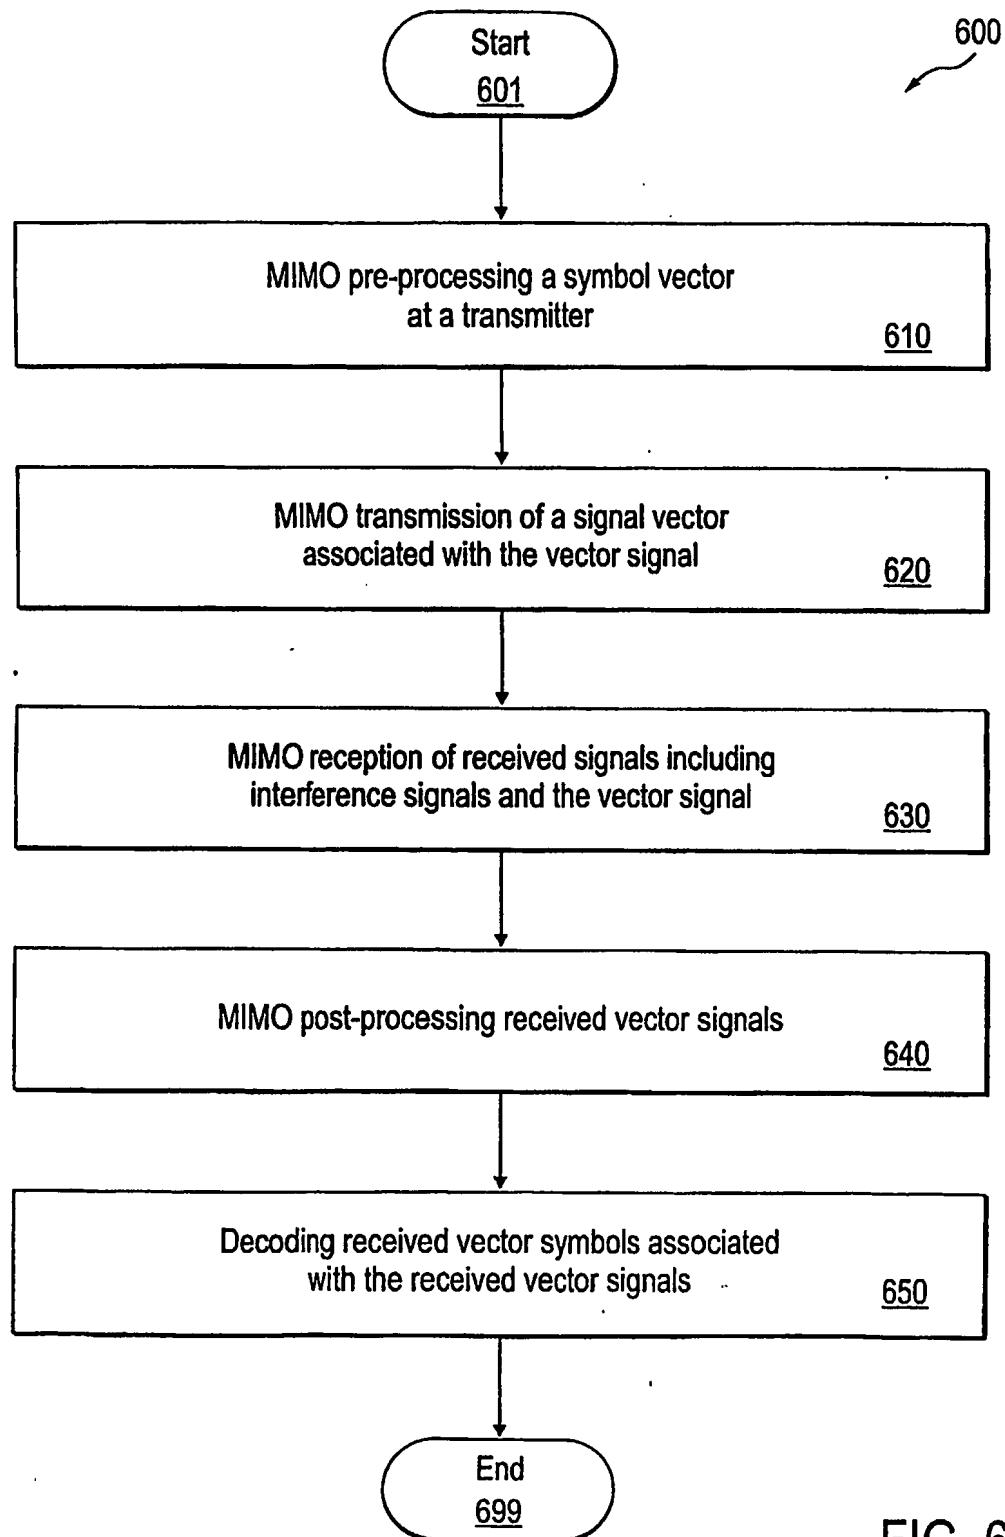 600
Start
601
MIMO pre-processing a symbol vector
at a transmitter
610
MIMO transmission of a signal vector
associated with the vector signal
620
MIMO reception of received signals including
interference signals and the vector signal
630
MIMO post-processing received vector signals
640
Decoding received vector symbols associated
with the received vector signals
650
End
699
FIG. 6